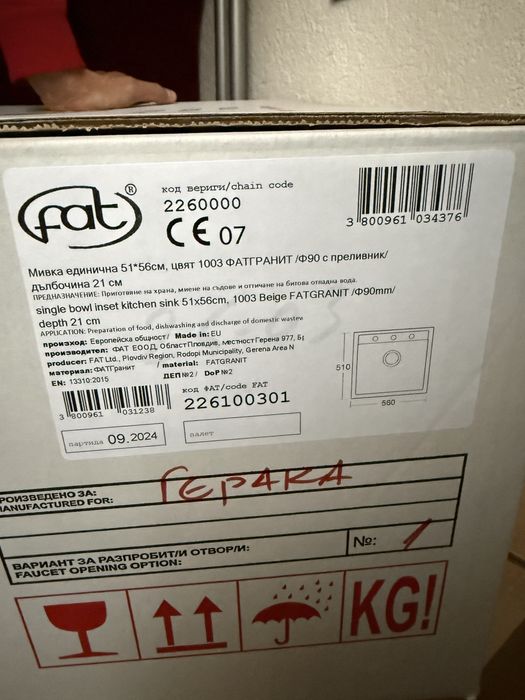 fat®
код вериги/chain code
2260000
CE 07
3 800961 034376
Мивка единична 51*56см, цвят 1003 ФАТГРАНИТ /Ф90 с преливник/
дълбочина 21 см
ПРЕДНАЗНАЧЕНИЕ: Приготвяне на храна, миене на съдове и оттичане на битова отпадна вода.
single bowl inset kitchen sink 51x56cm, 1003 Beige FATGRANIT /Ф90mm/
depth 21 cm
APPLICATION: Preparation of food, dishwashing and discharge of domestic wastew
произход: Европейска общност/ Made in: EU
производител: ФАТ ЕООД, ОбластПловдив, местностГерена 977, Бг
producer: FAT Ltd., Plovdiv Region, Rodopi Municipality, Gerena Area N
материал: ФАТГранит / material: FATGRANIT
EN: 13310:2015 ДЕП №2/ DoP №2
3 800961 031238
код ФАТ/code FAT
226100301
510
560
партида 09.2024
палет
РОИЗВЕДЕНО ЗА:
MANUFACTURED FOR:
ГЕРАКА
ВАРИАНТ ЗА РАЗПРОБИТ/И ОТВОР/И:
FAUCET OPENING OPTION:
№: 1
KG!